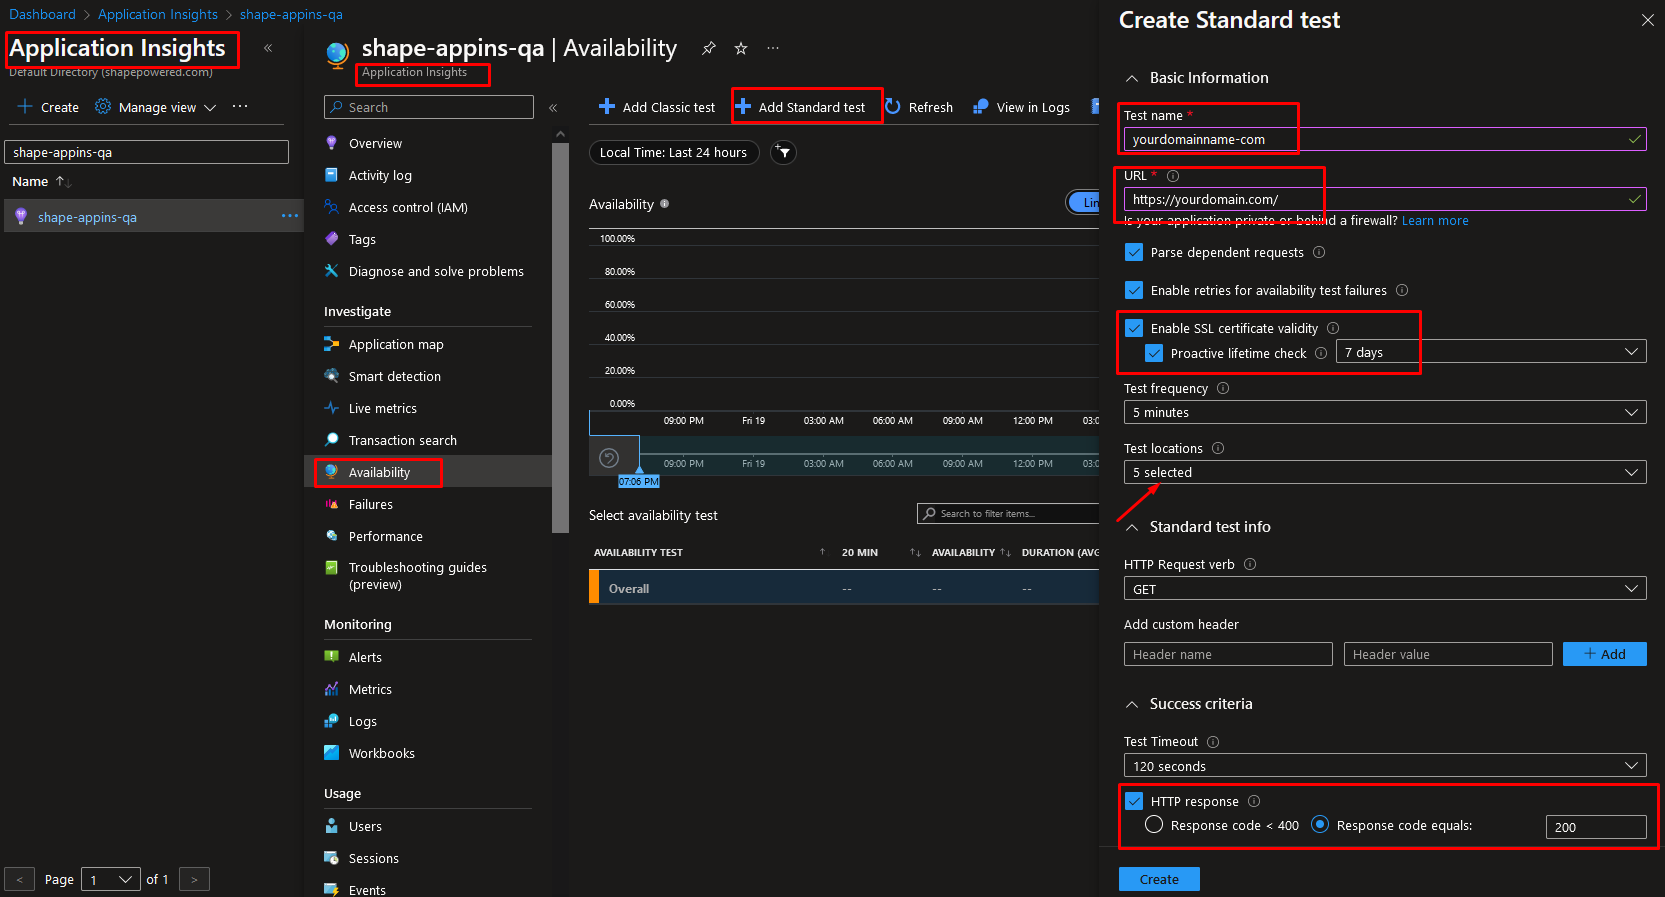 Dashboard > Application Insights > shape-appins-qa
Application Insights «
Default Directory (shapepowered.com)
+ Create Manage view ···
shape-appins-qa
Name ↑↓
shape-appins-qa ···
< Page 1 of 1 >
shape-appins-qa | Availability ···
Application Insights
Search «
Overview
Activity log
Access control (IAM)
Tags
Diagnose and solve problems
Investigate
Application map
Smart detection
Live metrics
Transaction search
Availability
Failures
Performance
Troubleshooting guides
(preview)
Monitoring
Alerts
Metrics
Logs
Workbooks
Usage
Users
Sessions
Events
+ Add Classic test + Add Standard test Refresh View in Logs
Local Time: Last 24 hours
Availability Lin
100.00%
80.00%
60.00%
40.00%
20.00%
0.00%
09:00 PM Fri 19 03:00 AM 06:00 AM 09:00 AM 12:00 PM 03:0
09:00 PM Fri 19 03:00 AM 06:00 AM 09:00 AM 12:00 PM 03:0
07:06 PM
Select availability test Search to filter items...
AVAILABILITY TEST ↑↓ 20 MIN ↑↓ AVAILABILITY ↑↓ DURATION (AVG
Overall -- -- --
Create Standard test
Basic Information
Test name *
yourdomainname-com
URL *
https://yourdomain.com/
Is your application private or behind a firewall? Learn more
Parse dependent requests
Enable retries for availability test failures
Enable SSL certificate validity
Proactive lifetime check 7 days
Test frequency
5 minutes
Test locations
5 selected
Standard test info
HTTP Request verb
GET
Add custom header
Header name Header value + Add
Success criteria
Test Timeout
120 seconds
HTTP response
Response code < 400 Response code equals: 200
Create